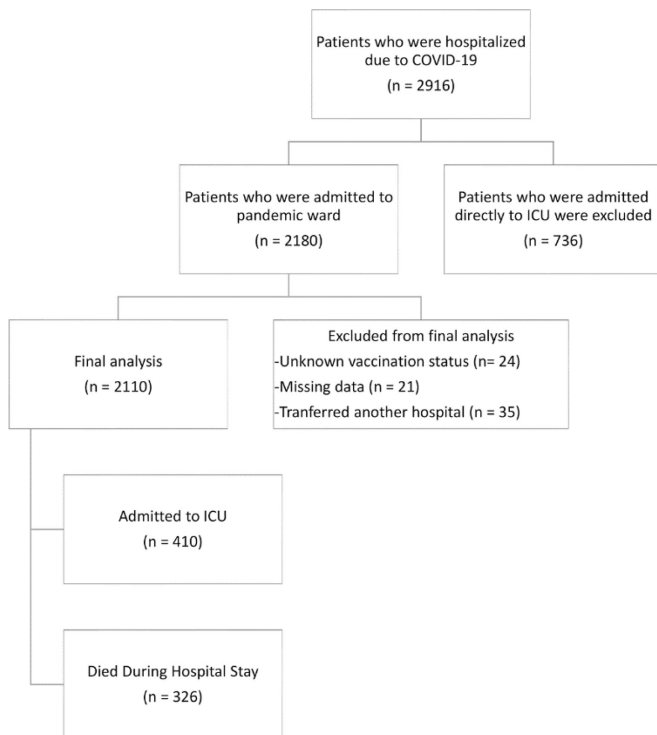 Patients who were hospitalized
due to COVID-19
(n = 2916)
Patients who were admitted to
pandemic ward
(n = 2180)
Patients who were admitted
directly to ICU were excluded
(n = 736)
Final analysis
(n = 2110)
Excluded from final analysis
-Unknown vaccination status (n= 24)
-Missing data (n = 21)
-Tranferred another hospital (n = 35)
Admitted to ICU
(n = 410)
Died During Hospital Stay
(n = 326)